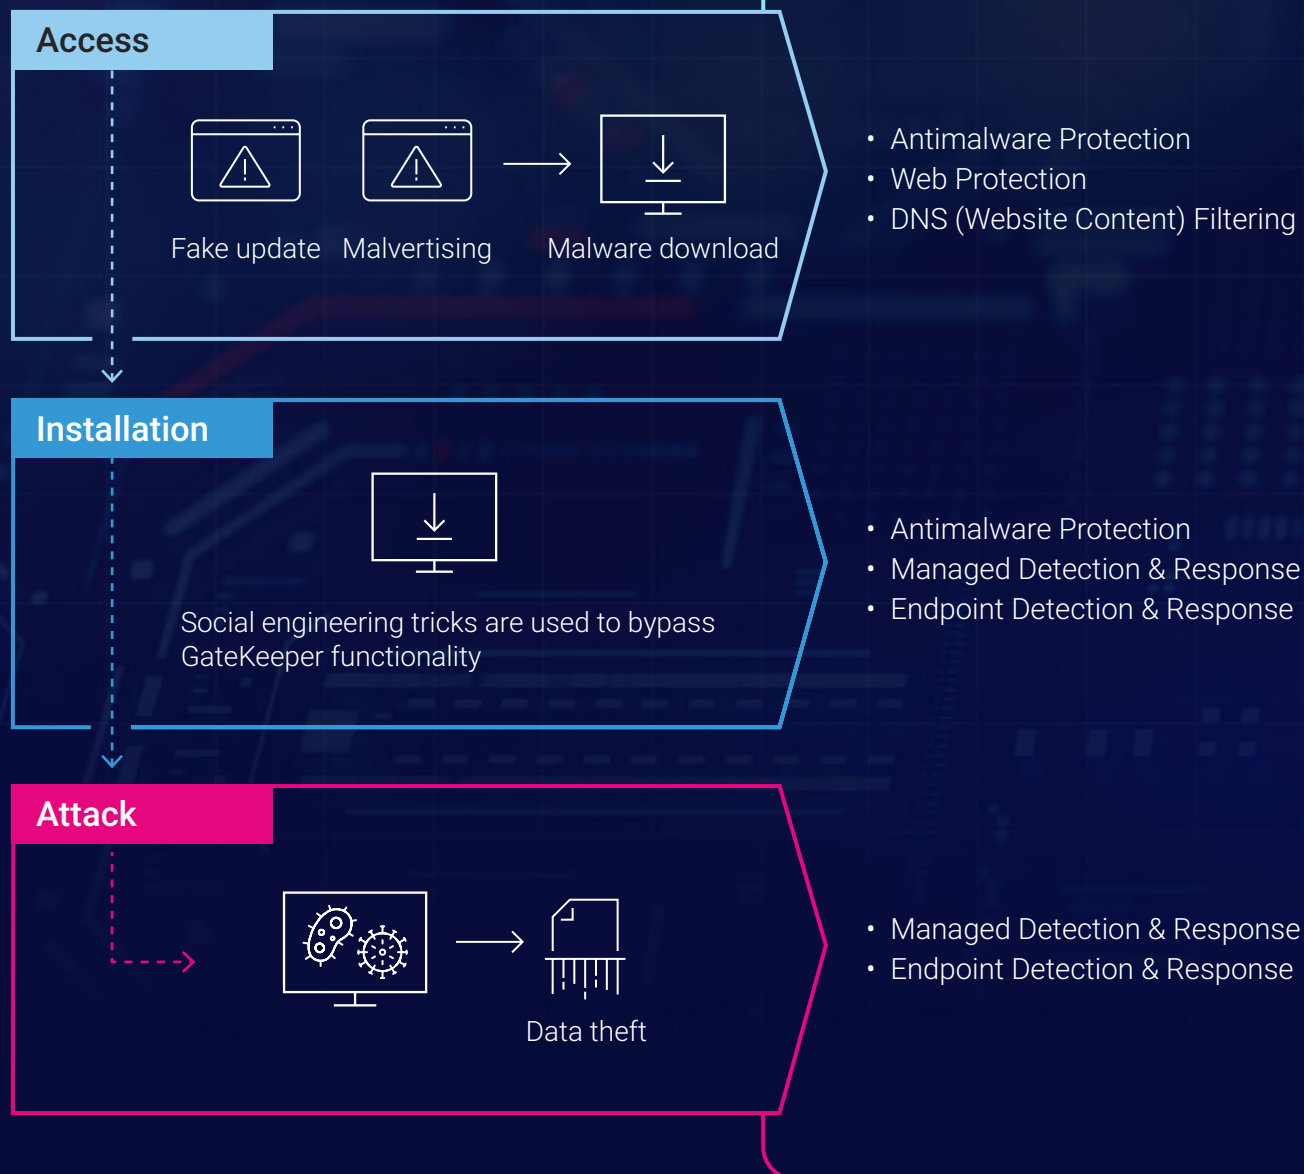 Access
Fake update
Malvertising
Malware download
• Antimalware Protection
• Web Protection
• DNS (Website Content) Filtering
Installation
Social engineering tricks are used to bypass
GateKeeper functionality
• Antimalware Protection
• Managed Detection & Response
• Endpoint Detection & Response
Attack
Data theft
• Managed Detection & Response
• Endpoint Detection & Response